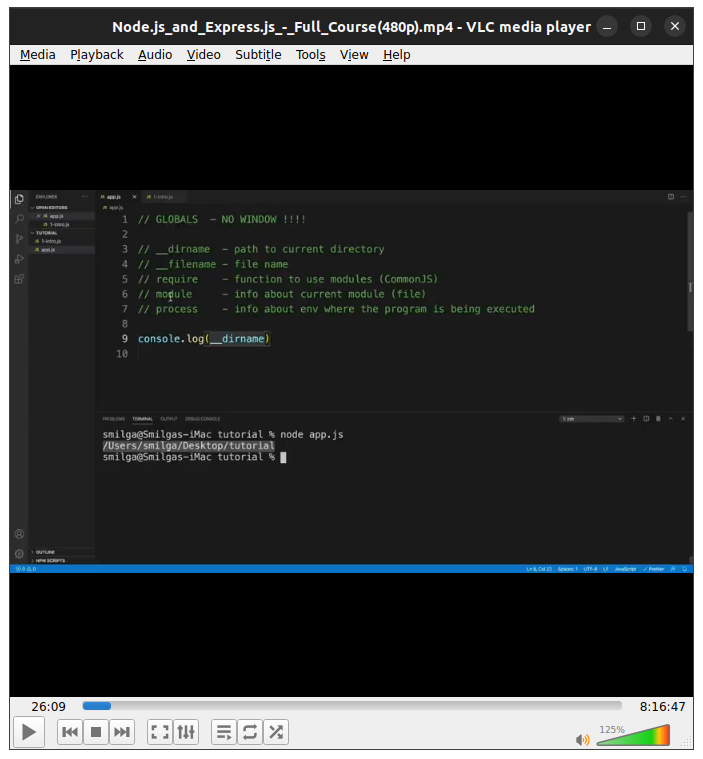 Node.js_and_Express.js_-_Full_Course(480p).mp4 - VLC media player
Media Playback Audio Video Subtitle Tools View Help
EXPLORER
OPEN EDITORS
app.js
1-intro.js
TUTORIAL
1-intro.js
app.js
OUTLINE
NPM SCRIPTS
app.js 1-intro.js
app.js
1 // GLOBALS - NO WINDOW !!!!
2
3 // __dirname - path to current directory
4 // __filename - file name
5 // require - function to use modules (CommonJS)
6 // module - info about current module (file)
7 // process - info about env where the program is being executed
8
9 console.log(__dirname)
10
PROBLEMS TERMINAL OUTPUT DEBUG CONSOLE 1: zsh
smilga@Smilgas-iMac tutorial % node app.js
/Users/smilga/Desktop/tutorial
smilga@Smilgas-iMac tutorial %
0 0 Ln 9, Col 22 Spaces: 1 UTF-8 LF JavaScript Prettier
26:09 8:16:47
125%